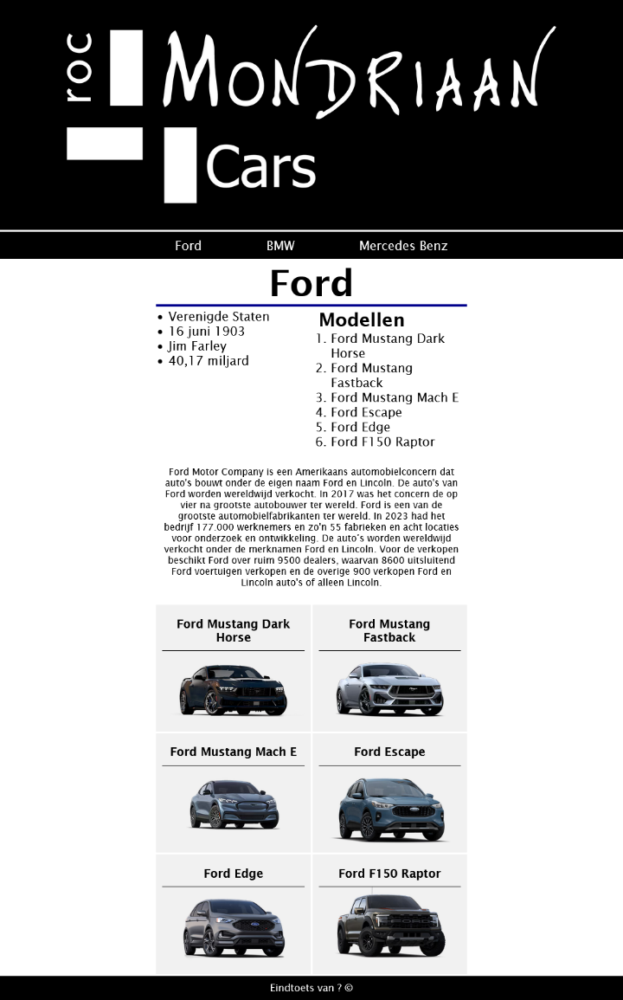 roc MONDRIAAN
Cars
Ford BMW Mercedes Benz
Ford
• Verenigde Staten
• 16 juni 1903
• Jim Farley
• 40,17 miljard
Modellen
1. Ford Mustang Dark
Horse
2. Ford Mustang
Fastback
3. Ford Mustang Mach E
4. Ford Escape
5. Ford Edge
6. Ford F150 Raptor
Ford Motor Company is een Amerikaans automobielconcern dat
auto's bouwt onder de eigen naam Ford en Lincoln. De auto's van
Ford worden wereldwijd verkocht. In 2017 was het concern de op
vier na grootste autobouwer ter wereld. Ford is een van de
grootste automobielfabrikanten ter wereld. In 2023 had het
bedrijf 177.000 werknemers en zo'n 55 fabrieken en acht locaties
voor onderzoek en ontwikkeling. De auto's worden wereldwijd
verkocht onder de merknamen Ford en Lincoln. Voor de verkopen
beschikt Ford over ruim 9500 dealers, waarvan 8600 uitsluitend
Ford voertuigen verkopen en de overige 900 verkopen Ford en
Lincoln auto's of alleen Lincoln.
Ford Mustang Dark
Horse
Ford Mustang
Fastback
Ford Mustang Mach E
Ford Escape
Ford Edge
Ford F150 Raptor
Eindtoets van ? ©